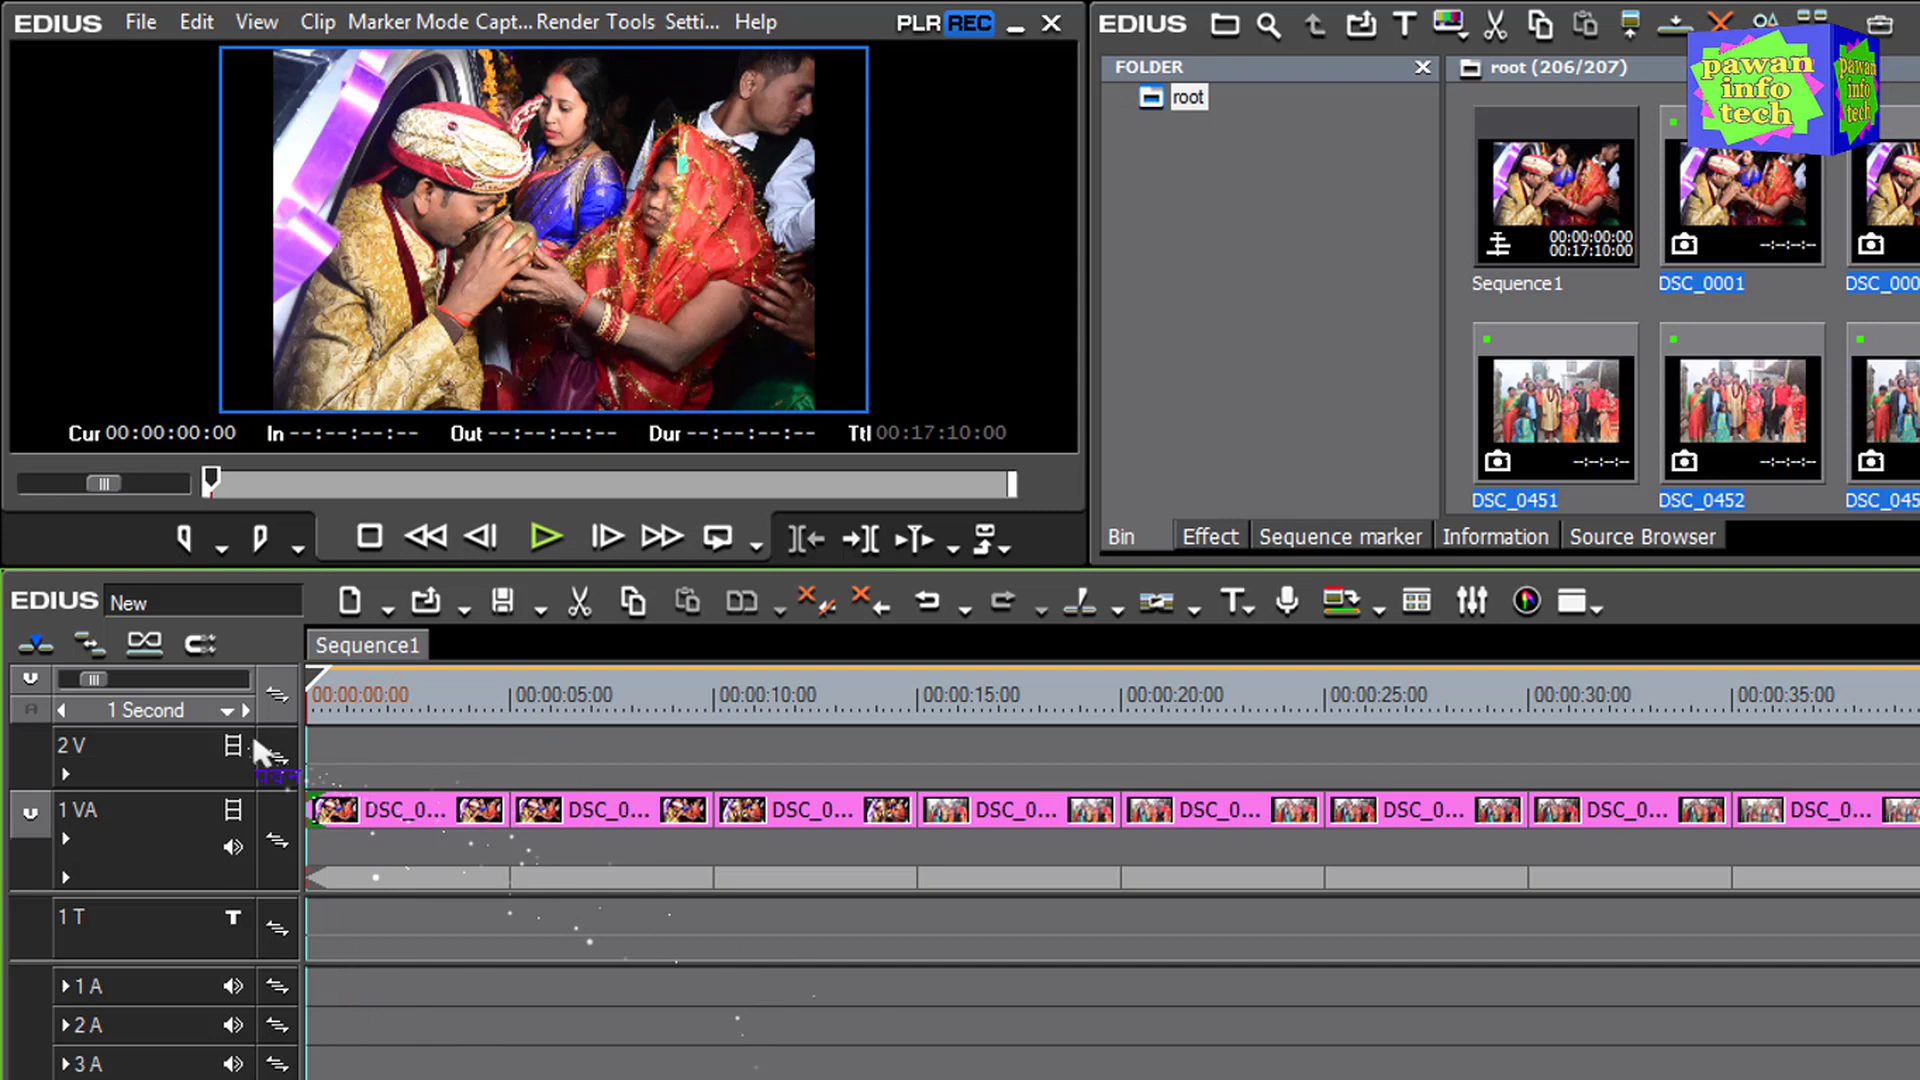 EDIUS File Edit View Clip Marker Mode Capt... Render Tools Setti... Help PLR REC
Cur 00:00:00:00 In --:--:--:-- Out --:--:--:-- Dur --:--:--:-- Ttl 00:17:10:00
EDIUS
FOLDER
root
root (206/207)
pawan
info
tech
pawan
info
tech
00:00:00:00
00:17:10:00
--:--:--:--
Sequence1 DSC_0001 DSC_000
--:--:--:-- --:--:--:--
DSC_0451 DSC_0452 DSC_045
Bin Effect Sequence marker Information Source Browser
EDIUS New
Sequence1
00:00:00:00 00:00:05:00 00:00:10:00 00:00:15:00 00:00:20:00 00:00:25:00 00:00:30:00 00:00:35:00
1 Second
2 V
पवन
1 VA
DSC_0... DSC_0... DSC_0... DSC_0... DSC_0... DSC_0... DSC_0... DSC_0...
1 T T
1 A
2 A
3 A